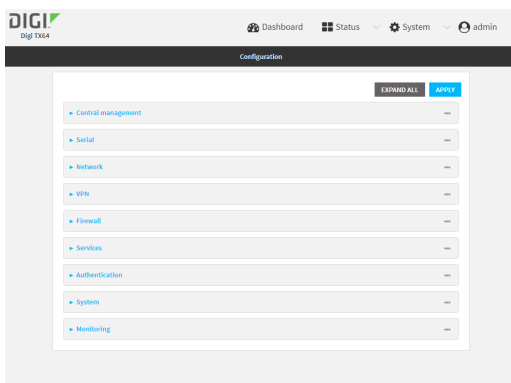 DIGI
Digi TX64
Dashboard
Status
System
admin
Configuration
EXPAND ALL
APPLY
Central management
Serial
Network
VPN
Firewall
Services
Authentication
System
Monitoring